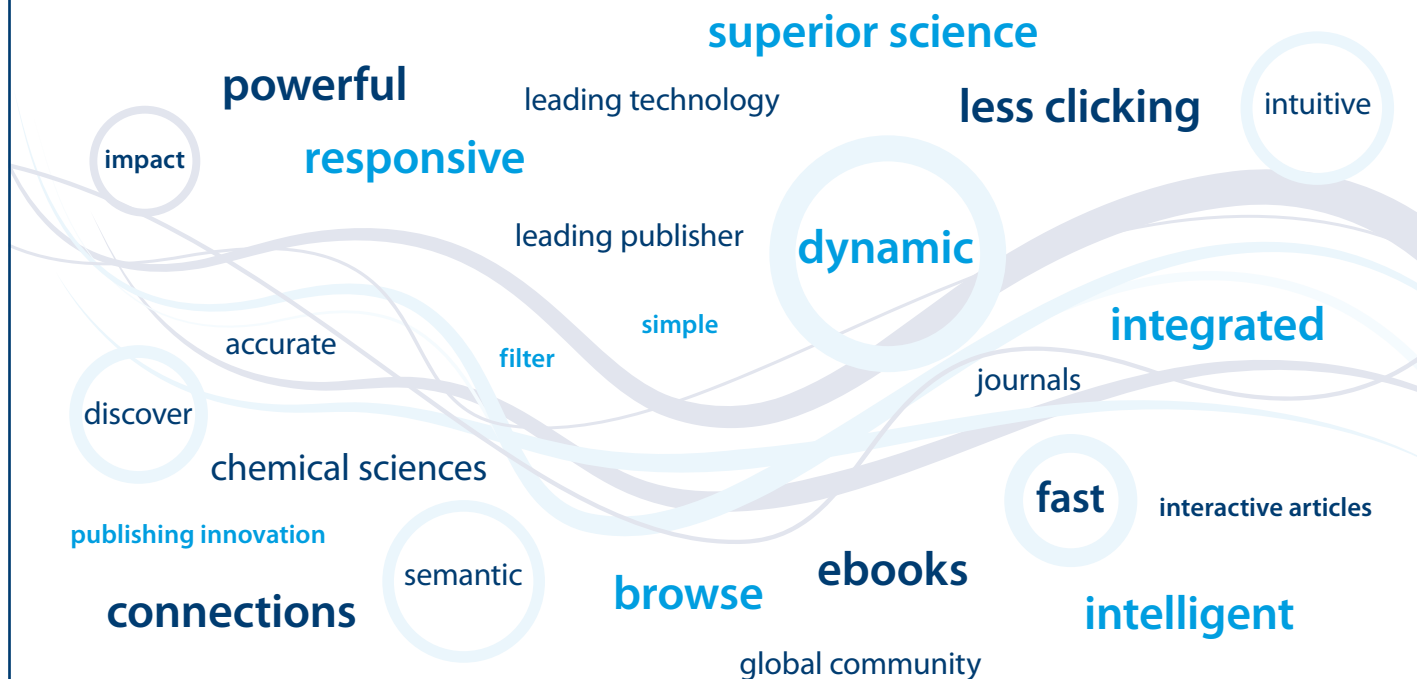 superior science
powerful
leading technology
less clicking
intuitive
impact
responsive
leading publisher
dynamic
simple
integrated
accurate
filter
journals
discover
chemical sciences
fast
interactive articles
publishing innovation
semantic
browse
ebooks
connections
intelligent
global community